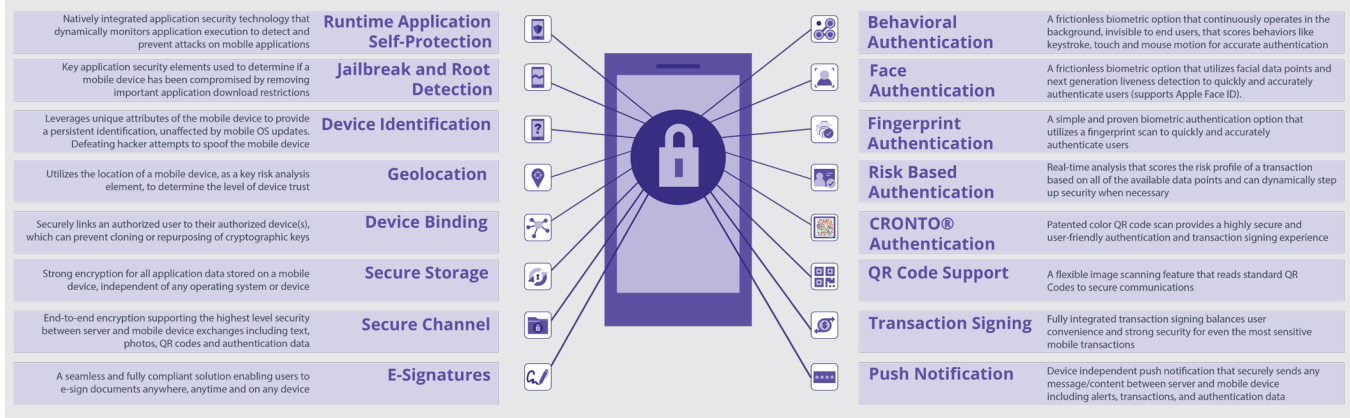 Natively integrated application security technology that
dynamically monitors application execution to detect and
prevent attacks on mobile applications
Runtime Application
Self-Protection
Key application security elements used to determine if a
mobile device has been compromised by removing
important application download restrictions
Jailbreak and Root
Detection
Leverages unique attributes of the mobile device to provide
a persistent identification, unaffected by mobile OS updates.
Defeating hacker attempts to spoof the mobile device
Device Identification
Utilizes the location of a mobile device, as a key risk analysis
element, to determine the level of device trust
Geolocation
Securely links an authorized user to their authorized device(s),
which can prevent cloning or repurposing of cryptographic keys
Device Binding
Strong encryption for all application data stored on a mobile
device, independent of any operating system or device
Secure Storage
End-to-end encryption supporting the highest level security
between server and mobile device exchanges including text,
photos, QR codes and authentication data
Secure Channel
A seamless and fully compliant solution enabling users to
e-sign documents anywhere, anytime and on any device
E-Signatures
Behavioral
Authentication
A frictionless biometric option that continuously operates in the
background, invisible to end users, that scores behaviors like
keystroke, touch and mouse motion for accurate authentication
Face
Authentication
A frictionless biometric option that utilizes facial data points and
next generation liveness detection to quickly and accurately
authenticate users (supports Apple Face ID).
Fingerprint
Authentication
A simple and proven biometric authentication option that
utilizes a fingerprint scan to quickly and accurately
authenticate users
Risk Based
Authentication
Real-time analysis that scores the risk profile of a transaction
based on all of the available data points and can dynamically step
up security when necessary
CRONTO®
Authentication
Patented color QR code scan provides a highly secure and
user-friendly authentication and transaction signing experience
QR Code Support
A flexible image scanning feature that reads standard QR
Codes to secure communications
Transaction Signing
Fully integrated transaction signing balances user
convenience and strong security for even the most sensitive
mobile transactions
Push Notification
Device independent push notification that securely sends any
message/content between server and mobile device
including alerts, transactions, and authentication data